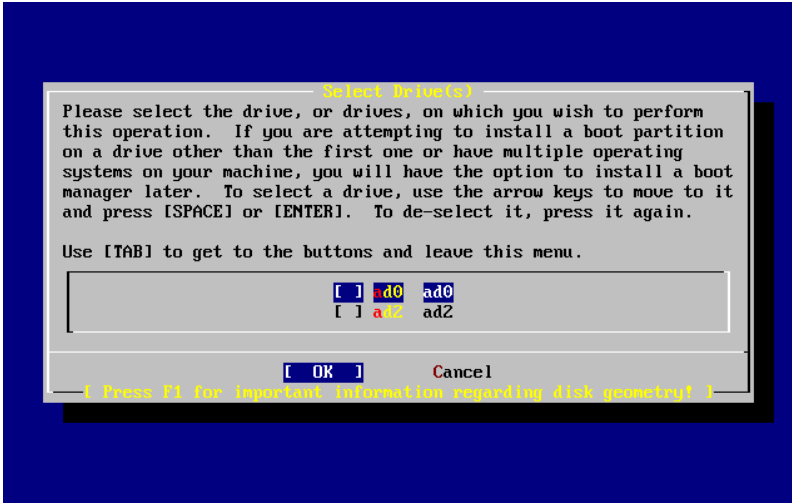 Select Drive(s)
Please select the drive, or drives, on which you wish to perform
this operation.  If you are attempting to install a boot partition
on a drive other than the first one or have multiple operating
systems on your machine, you will have the option to install a boot
manager later.  To select a drive, use the arrow keys to move to it
and press [SPACE] or [ENTER].  To de-select it, press it again.
Use [TAB] to get to the buttons and leave this menu.
[ ] ad0  ad0
[ ] ad2  ad2
[  OK  ]       Cancel
[ Press F1 for important information regarding disk geometry! ]